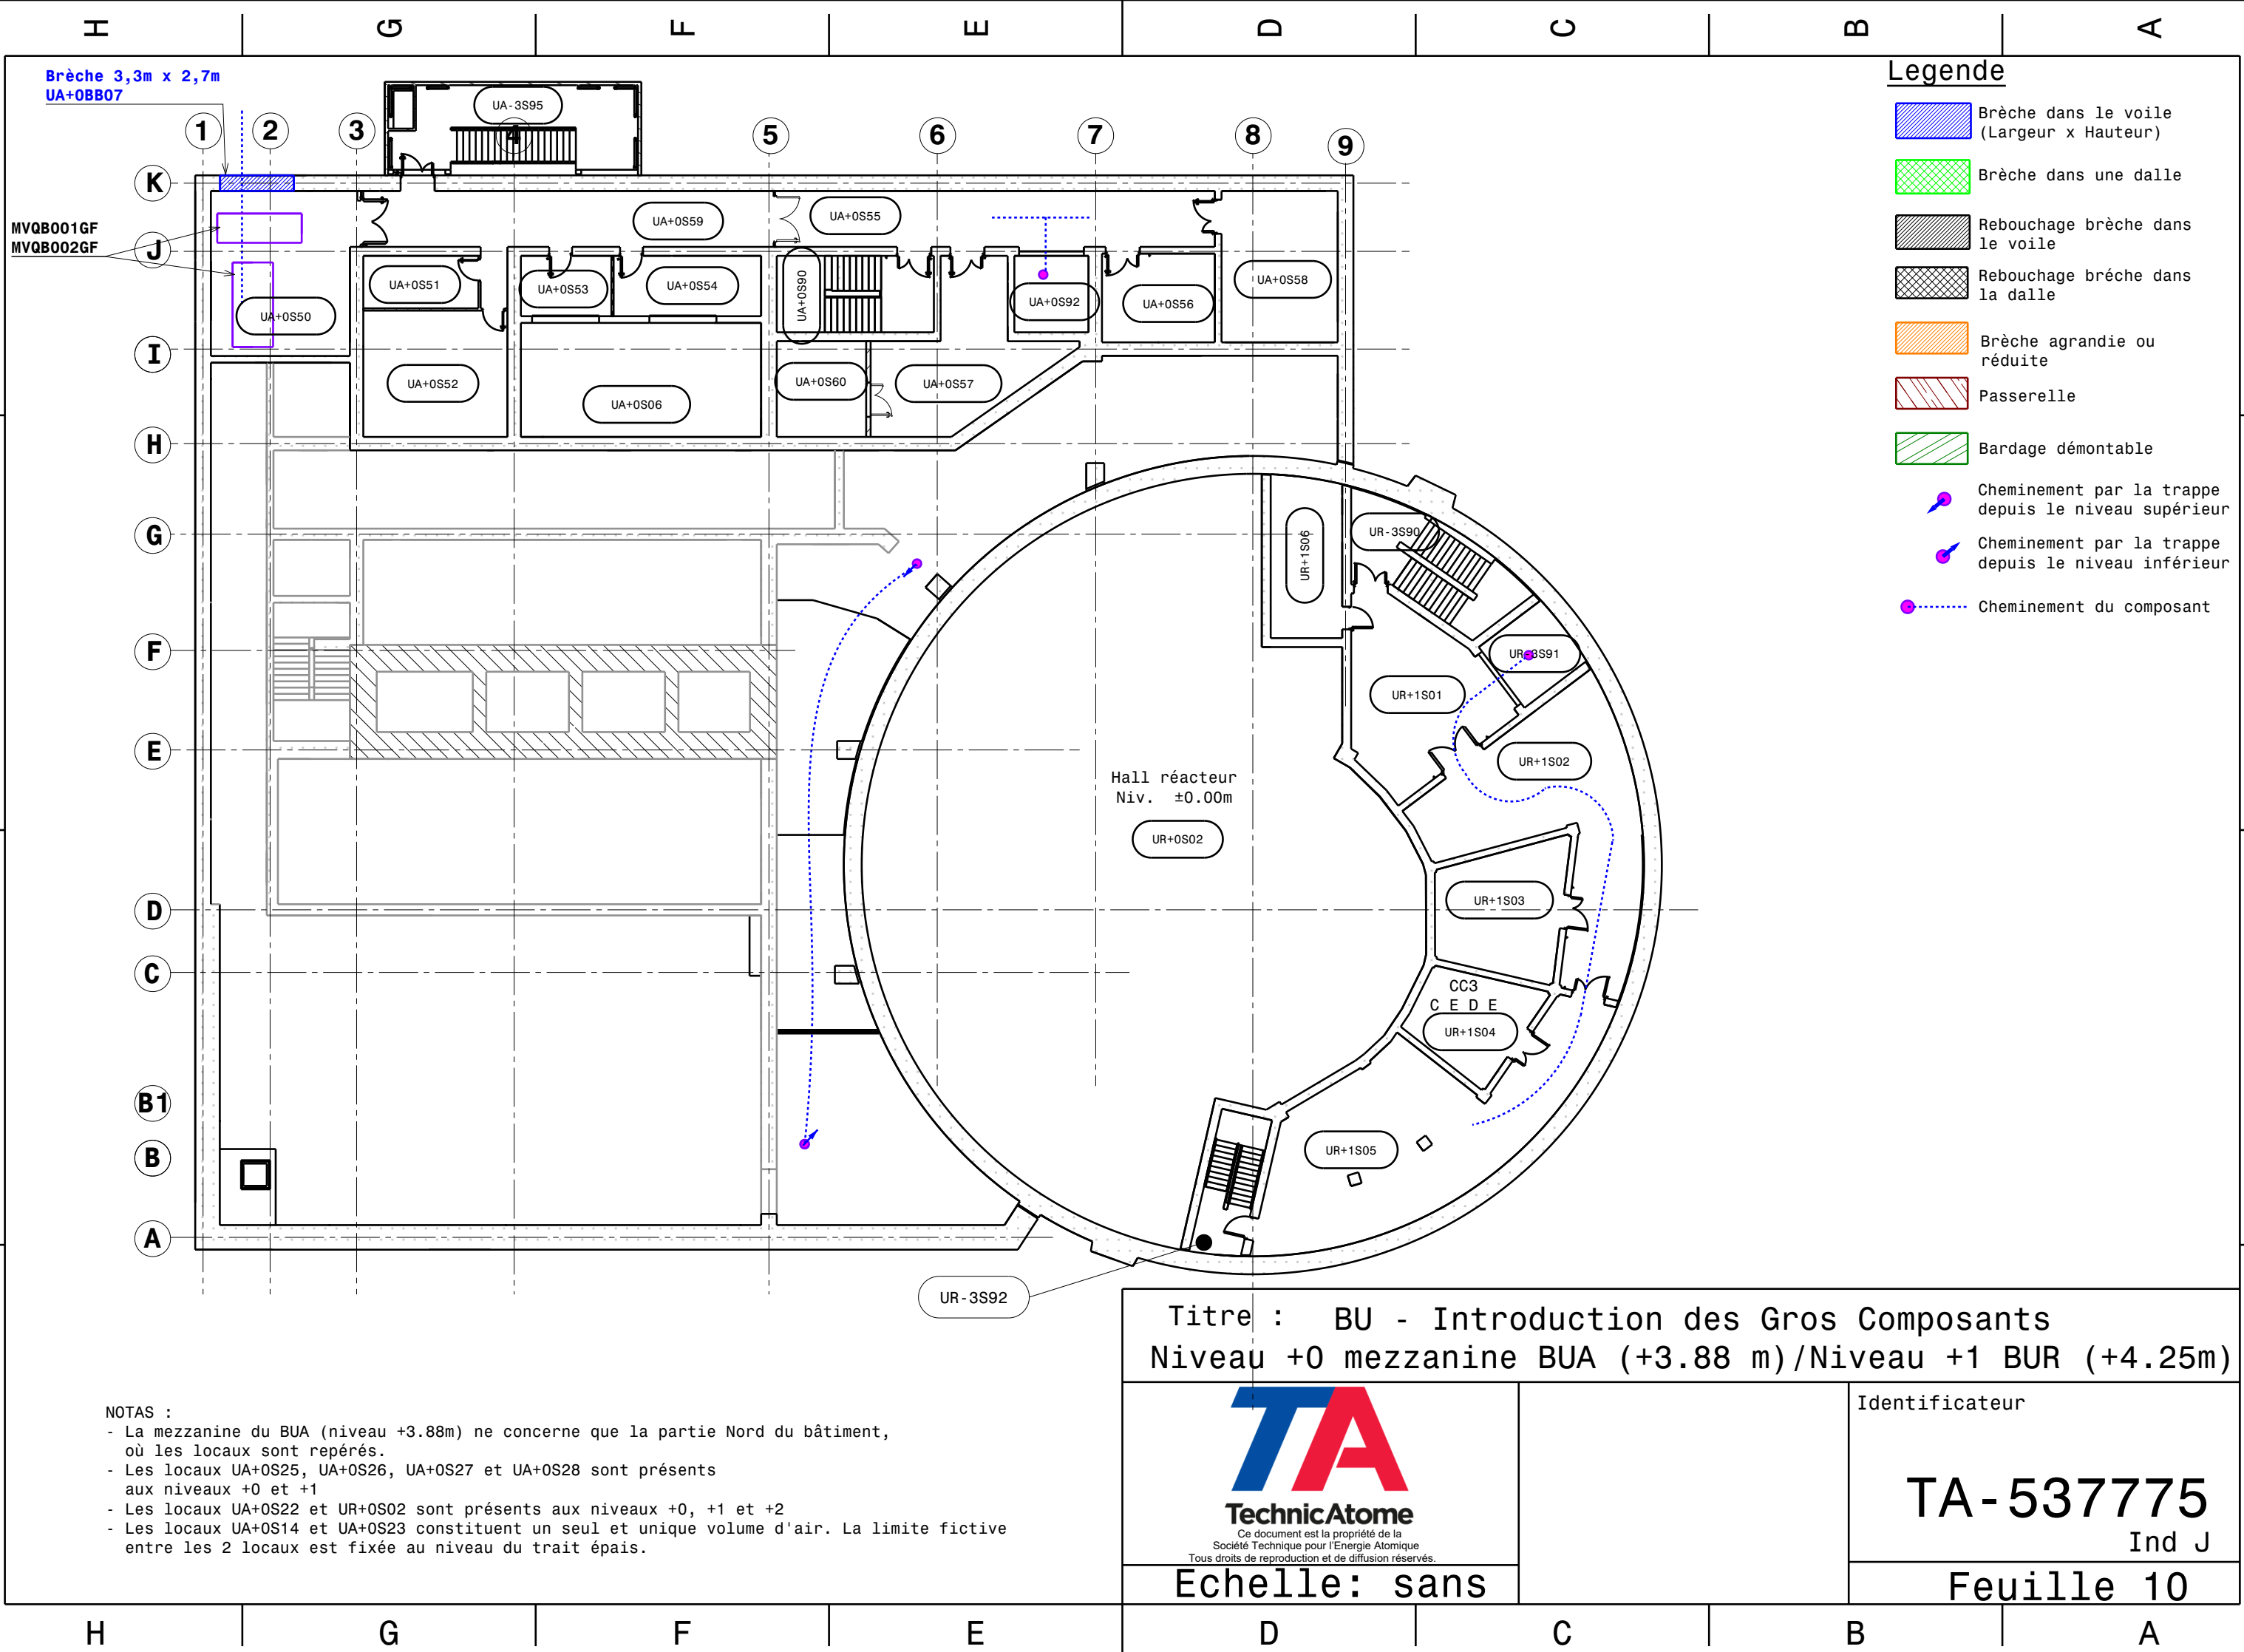 H G F E D C B A
Brèche 3,3m x 2,7m
UA+0BB07
MVQB001GF
MVQB002GF
1 2 3 4 5 6 7 8 9
K
J
I
H
G
F
E
D
C
B1
B
A
UA-3S95
UA+0S59
UA+0S55
UA+0S51
UA+0S53
UA+0S54
UA+0S90
UA+0S92
UA+0S56
UA+0S58
UA+0S50
UA+0S52
UA+0S06
UA+0S60
UA+0S57
UR+1S06
UR-3S90
UR-3S91
UR+1S01
UR+1S02
Hall réacteur
Niv. ±0.00m
UR+0S02
UR+1S03
CC3
C E D E
UR+1S04
UR+1S05
UR-3S92
Legende
Brèche dans le voile
(Largeur x Hauteur)
Brèche dans une dalle
Rebouchage brèche dans
le voile
Rebouchage bréche dans
la dalle
Brèche agrandie ou
réduite
Passerelle
Bardage démontable
Cheminement par la trappe
depuis le niveau supérieur
Cheminement par la trappe
depuis le niveau inférieur
Cheminement du composant
NOTAS :
- La mezzanine du BUA (niveau +3.88m) ne concerne que la partie Nord du bâtiment,
où les locaux sont repérés.
- Les locaux UA+0S25, UA+0S26, UA+0S27 et UA+0S28 sont présents
aux niveaux +0 et +1
- Les locaux UA+0S22 et UR+0S02 sont présents aux niveaux +0, +1 et +2
- Les locaux UA+0S14 et UA+0S23 constituent un seul et unique volume d'air. La limite fictive
entre les 2 locaux est fixée au niveau du trait épais.
Titre : BU - Introduction des Gros Composants
Niveau +0 mezzanine BUA (+3.88 m)/Niveau +1 BUR (+4.25m)
TA
TechnicAtome
Ce document est la propriété de la
Société Technique pour l'Energie Atomique
Tous droits de reproduction et de diffusion réservés.
Echelle: sans
Identificateur
TA-537775
Ind J
Feuille 10
H G F E D C B A